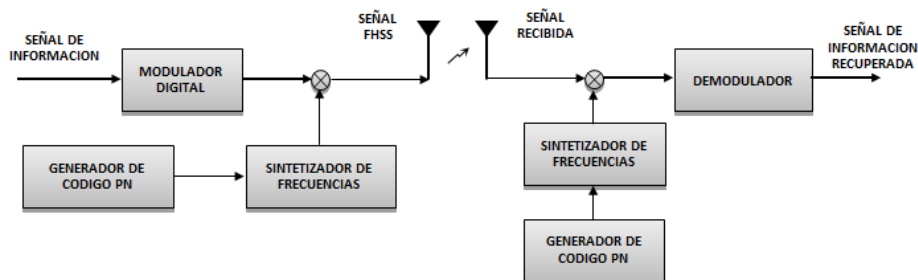 SEÑAL DE
INFORMACION
MODULADOR
DIGITAL
SEÑAL
FHSS
SEÑAL
RECIBIDA
DEMODULADOR
SEÑAL DE
INFORMACION
RECUPERADA
GENERADOR DE
CODIGO PN
SINTETIZADOR DE
FRECUENCIAS
SINTETIZADOR DE
FRECUENCIAS
GENERADOR DE
CODIGO PN